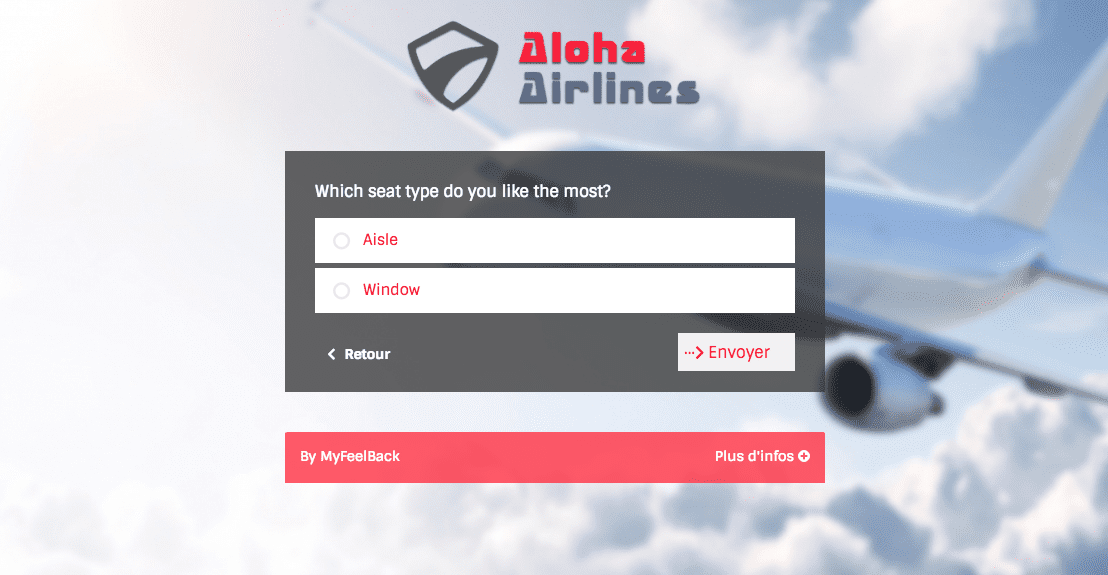 Aloha
Airlines
Which seat type do you like the most?
Aisle
Window
Retour
Envoyer
By MyFeelBack
Plus d'infos